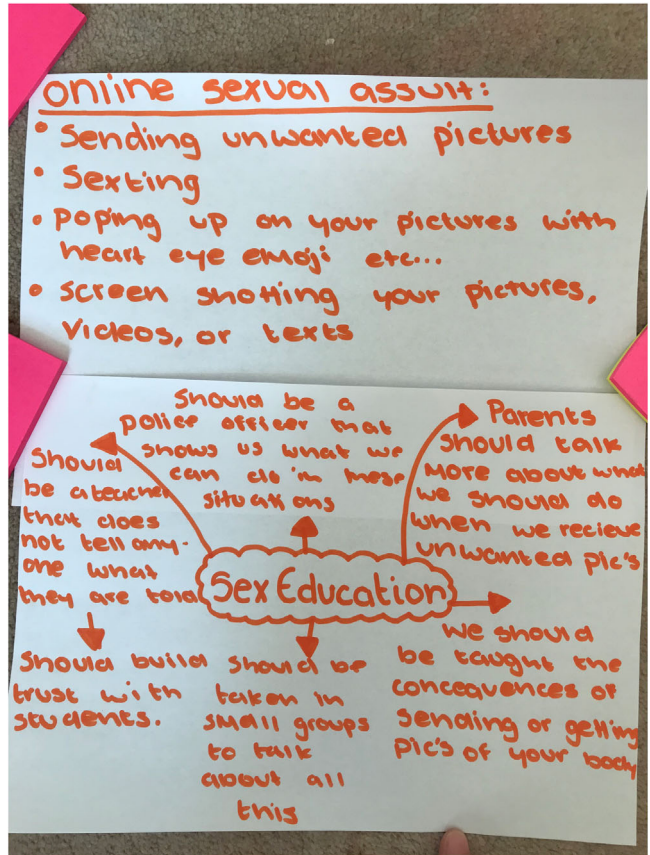 online sexual assult:
• Sending unwanted pictures
• Sexting
• poping up on your pictures with
heart eye emoji etc...
• screen shotting your pictures,
videos, or texts
Should be a
police officer that
shows us what we
can do in these
situations
Parents
should talk
more about what
we should do
when we recieve
unwanted pic's
Should
be a teacher
that does
not tell any-
one what
they are told
Sex Education
Should build
trust with
students.
Should be
taken in
small groups
to talk
about all
this
we should
be taught the
concequences of
sending or getting
pic's of your body